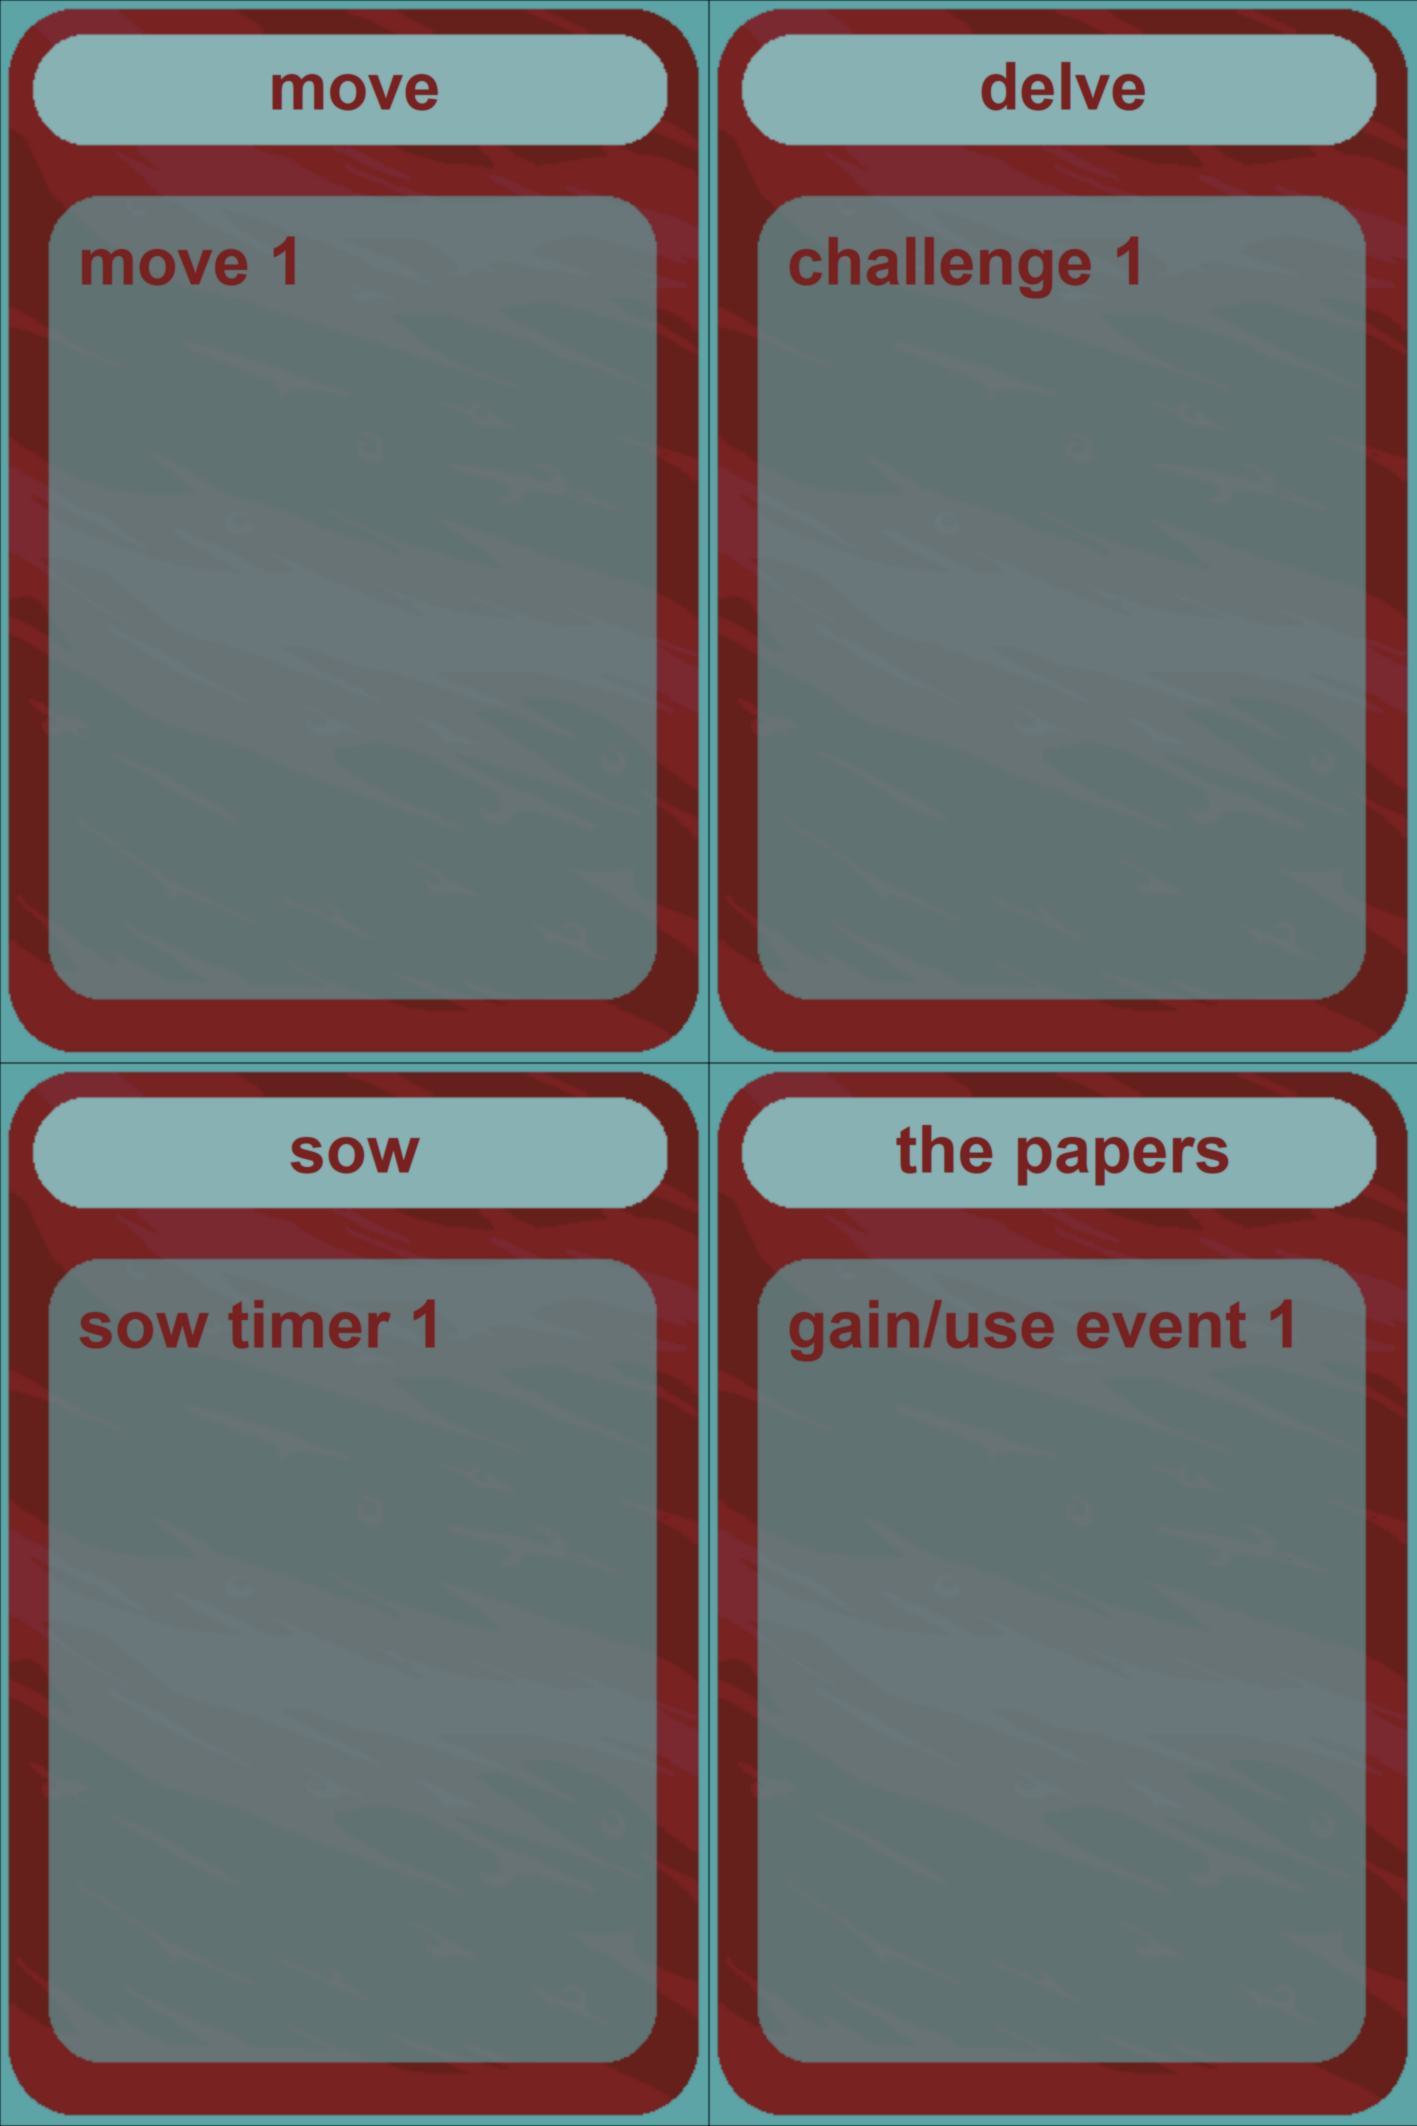 move
move 1
delve
challenge 1
sow
sow timer 1
the papers
gain/use event 1